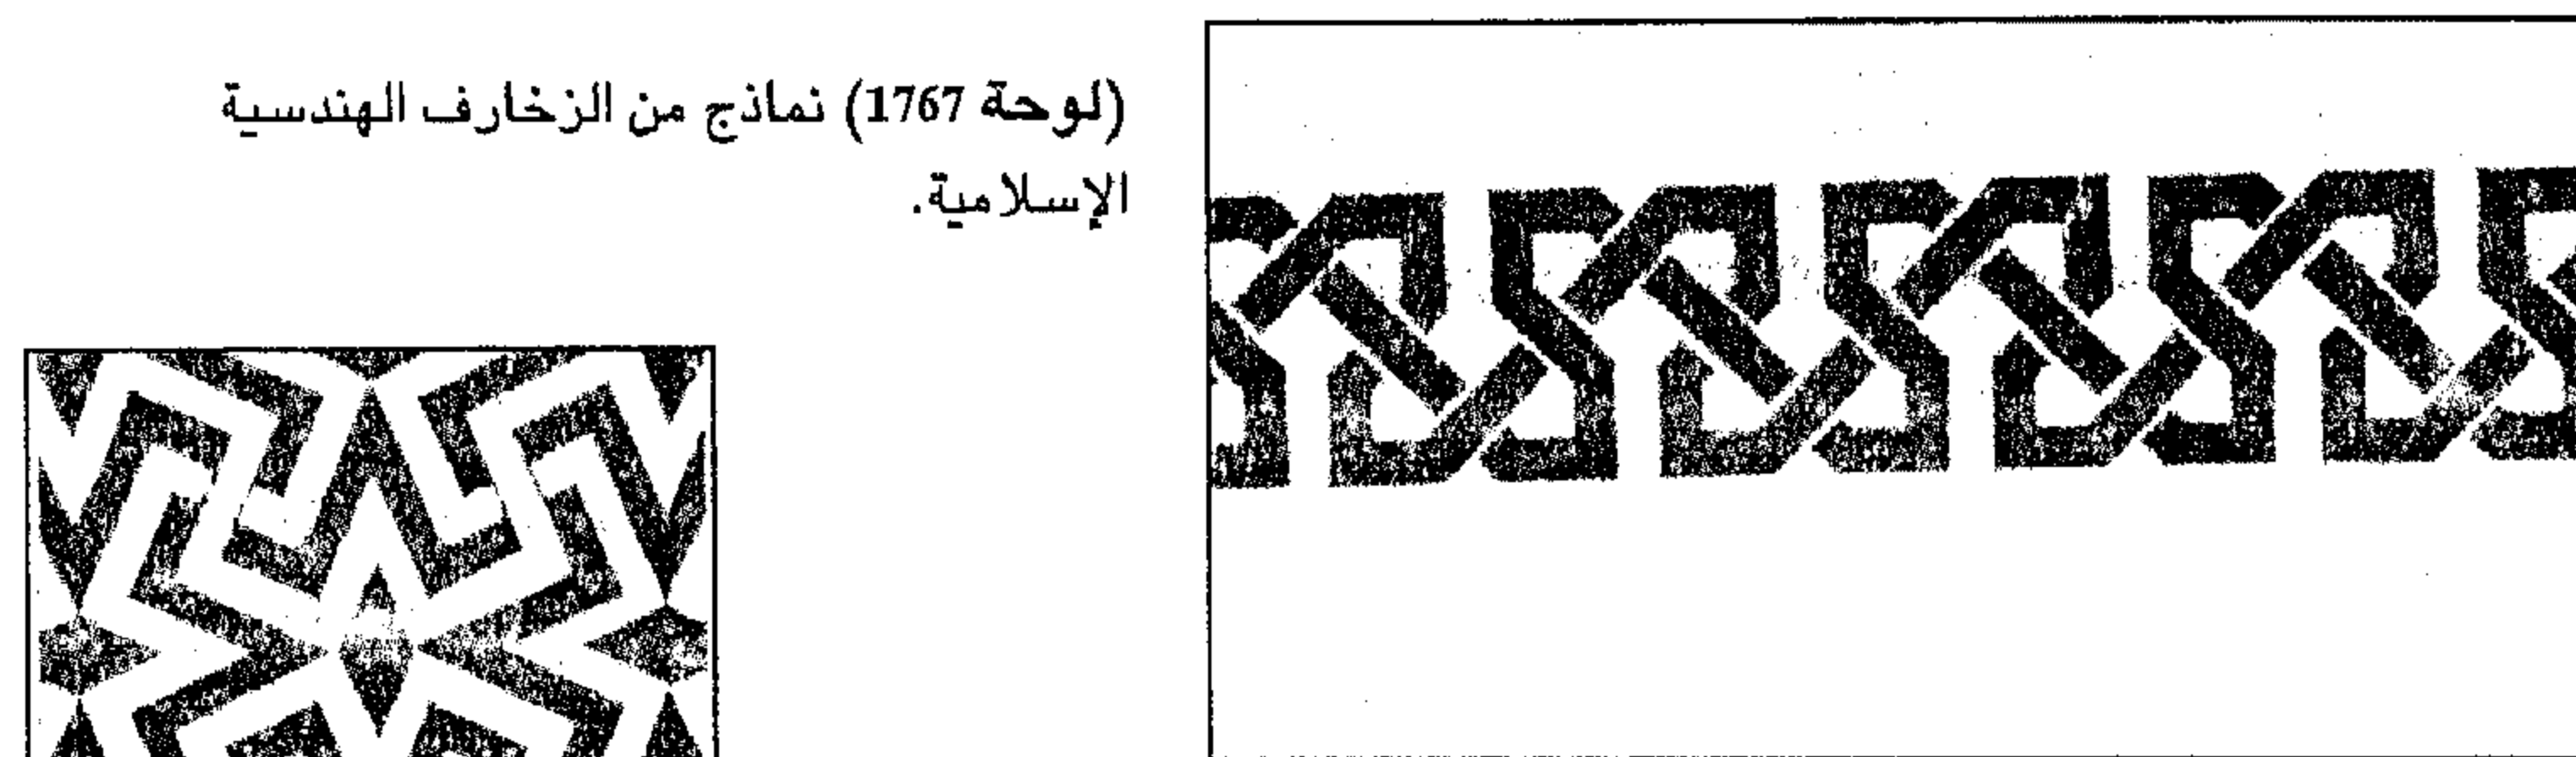 (لوحة 1767) نماذج من الزخارف الهندسية
الإسلامية.